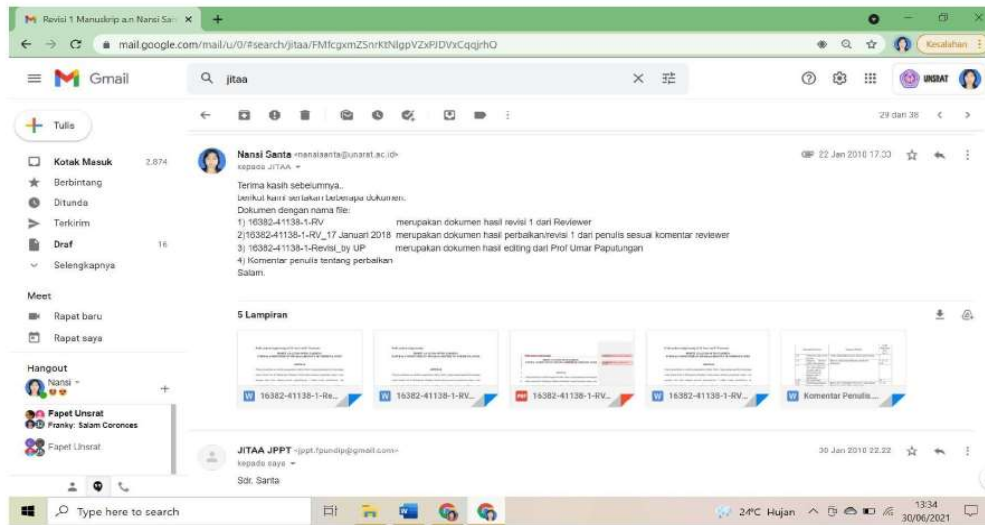 Revisi 1 Manuskrip a.n Nansi San
mail.google.com/mail/u/0/#search/jitaa/FMfcgxmZSnrKtNlgpVZxFJDVxCqqjrhO
Kesalahan
Gmail
jitaa
UNSRAT
Tulis
29 dari 38
Kotak Masuk 2.874
Berbintang
Ditunda
Terkirim
Draf 16
Selengkapnya
Meet
Rapat baru
Rapat saya
Hangout
Nansi
Fapet Unsrat
Franky: Salam Coronces
Fapet Unsrat
Nansi Santa <nansisanta@unsrat.ac.id>
22 Jan 2018 17.33
kepada JITAA
Terima kasih sebelumnya..
berikut kami sertakan beberapa dokumen.
Dokumen dengan nama file:
1) 16382-41138-1-RV merupakan dokumen hasil revisi 1 dari Reviewer
2)16382-41138-1-RV_17 Januari 2018 merupakan dokumen hasil perbaikan/revisi 1 dari penulis sesuai komentar reviewer
3) 16382-41138-1-Revisi_by UP merupakan dokumen hasil editing dari Prof Umar Paputungan
4) Komentar penulis tentang perbaikan
Salam.
5 Lampiran
W 16382-41138-1-Re...
W 16382-41138-1-RV...
PDF 16382-41138-1-RV...
W 16382-41138-1-RV...
W Komentar Penulis...
JITAA JPPT <jppt.fpundip@gmail.com>
30 Jan 2018 22.22
kepada saya
Sdr. Santa
Type here to search
24°C Hujan
13:34
30/06/2021